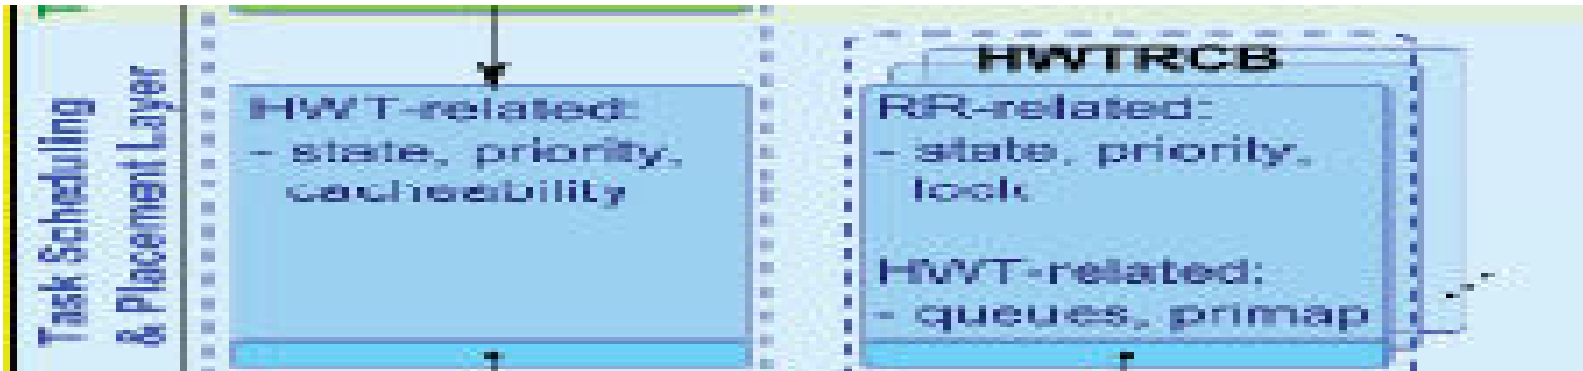 Task Scheduling
& Placement Layer
HWT-related:
- state, priority,
cacheability
HWTRCB
RR-related:
- state, priority,
lock
HWT-related:
- queues, primap